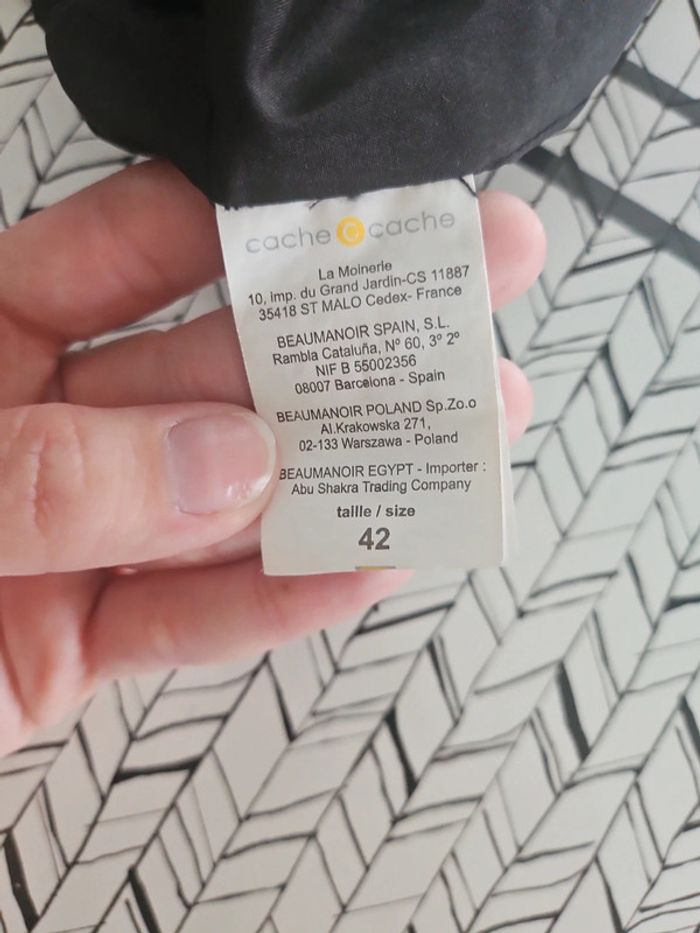 cache c cache
La Moinerie
10, imp. du Grand Jardin-CS 11887
35418 ST MALO Cedex- France
BEAUMANOIR SPAIN, S.L.
Rambla Cataluña, Nº 60, 3º 2º
NIF B 55002356
08007 Barcelona - Spain
BEAUMANOIR POLAND Sp.Zo.o
Al.Krakowska 271,
02-133 Warszawa - Poland
BEAUMANOIR EGYPT - Importer :
Abu Shakra Trading Company
taille / size
42